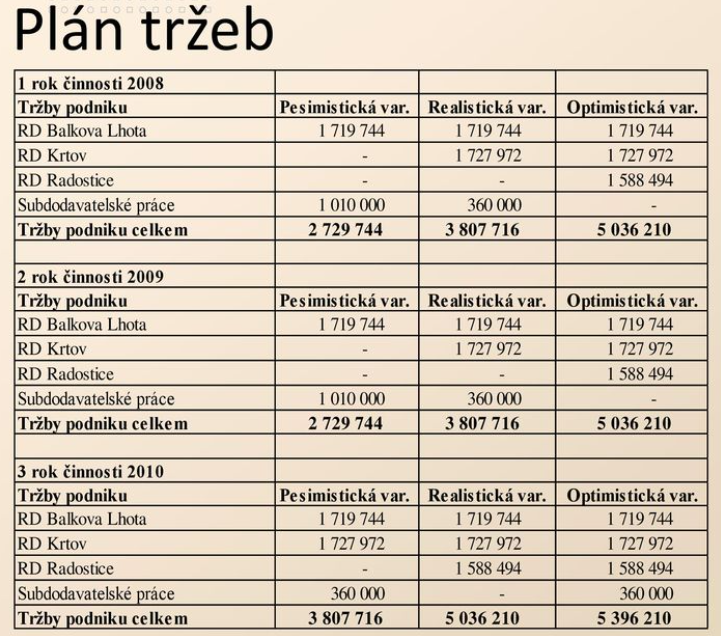 Plán tržeb
1 rok činnosti 2008
Tržby podniku Pesimistická var. Realistická var. Optimistická var.
RD Balkova Lhota 1 719 744 1 719 744 1 719 744
RD Krtov - 1 727 972 1 727 972
RD Radostice - - 1 588 494
Subdodavatelské práce 1 010 000 360 000 -
Tržby podniku celkem 2 729 744 3 807 716 5 036 210
2 rok činnosti 2009
Tržby podniku Pesimistická var. Realistická var. Optimistická var.
RD Balkova Lhota 1 719 744 1 719 744 1 719 744
RD Krtov - 1 727 972 1 727 972
RD Radostice - - 1 588 494
Subdodavatelské práce 1 010 000 360 000 -
Tržby podniku celkem 2 729 744 3 807 716 5 036 210
3 rok činnosti 2010
Tržby podniku Pesimistická var. Realistická var. Optimistická var.
RD Balkova Lhota 1 719 744 1 719 744 1 719 744
RD Krtov 1 727 972 1 727 972 1 727 972
RD Radostice - 1 588 494 1 588 494
Subdodavatelské práce 360 000 - 360 000
Tržby podniku celkem 3 807 716 5 036 210 5 396 210